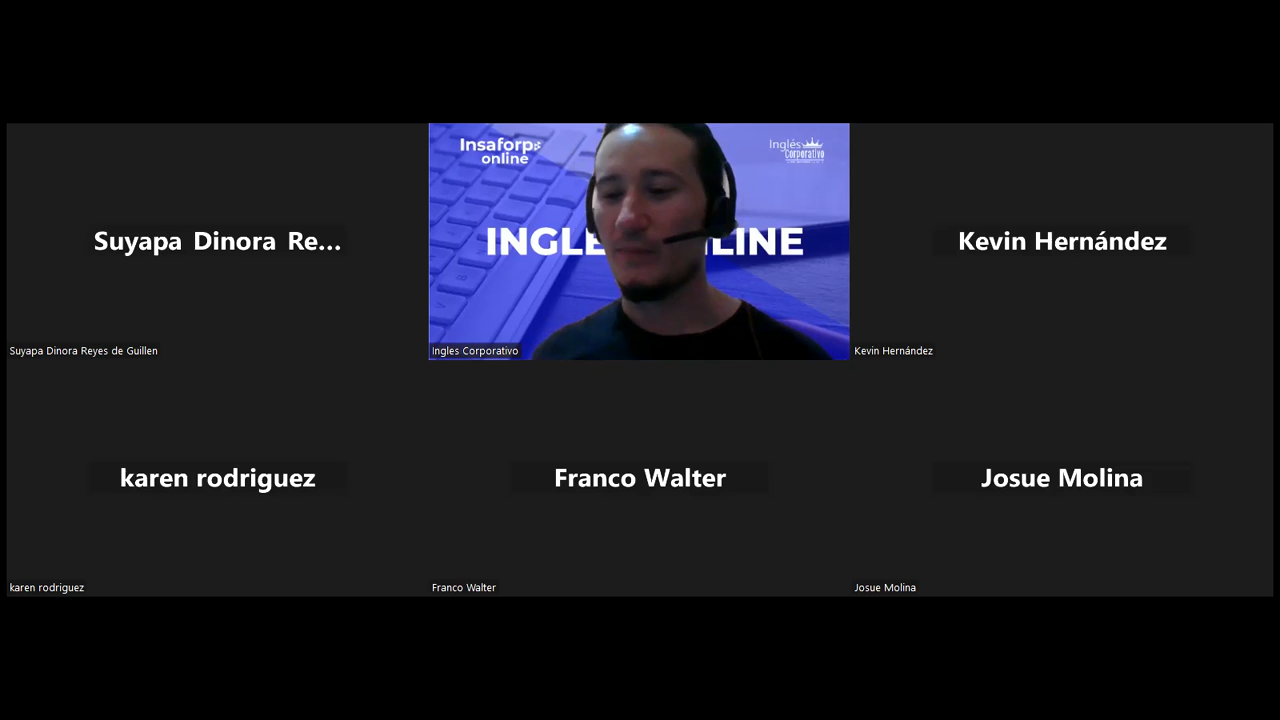 Suyapa Dinora Re...
Suyapa Dinora Reyes de Guillen
Insaforp
online
Inglés
Corporativo
INGLE LINE
Ingles Corporativo
Kevin Hernández
Kevin Hernández
karen rodriguez
karen rodriguez
Franco Walter
Franco Walter
Josue Molina
Josue Molina